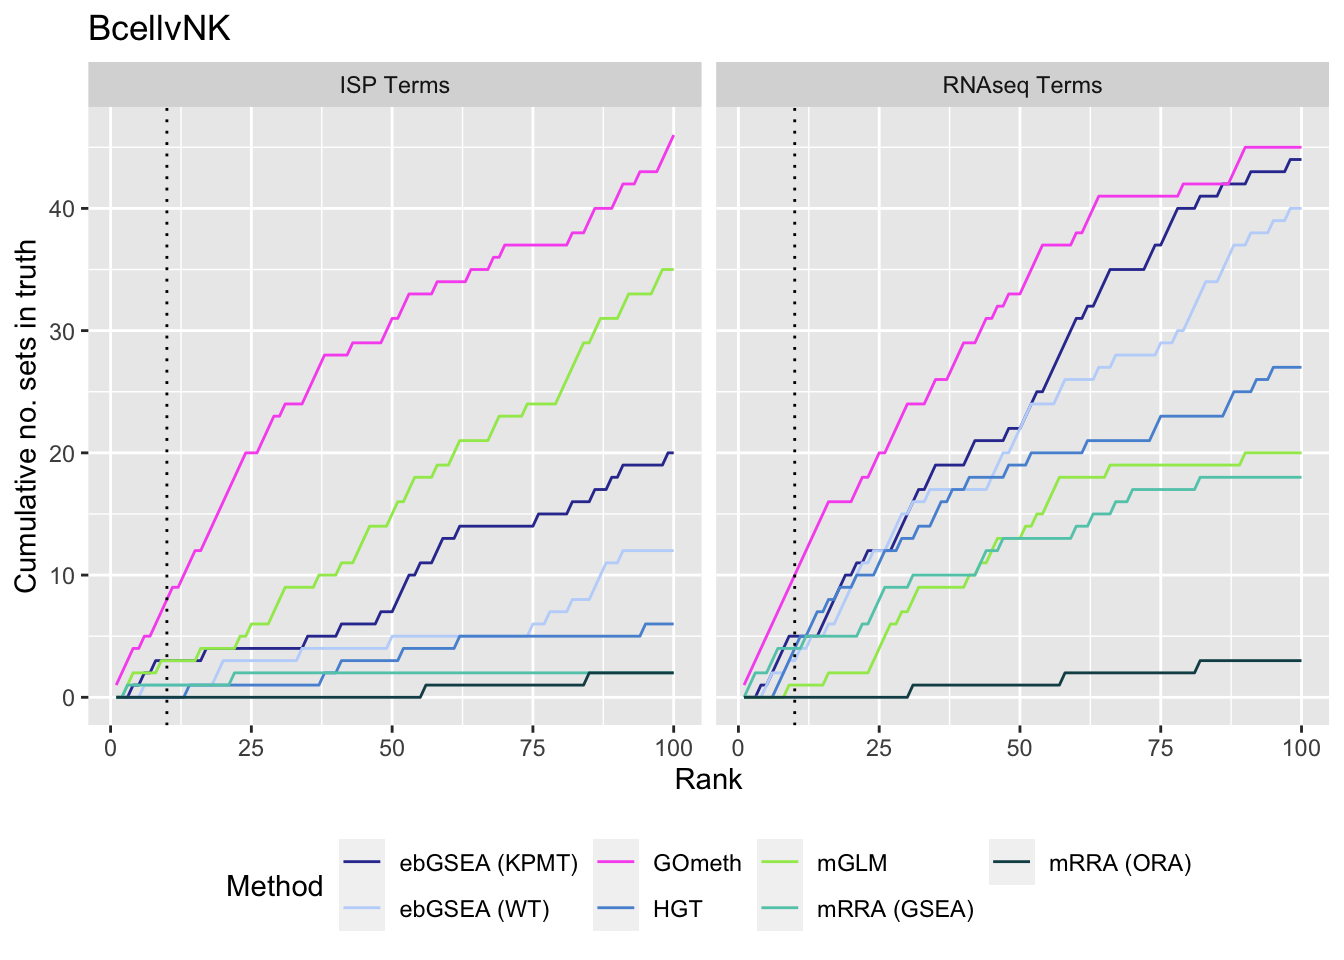 BcellvNK
ISP Terms
RNAseq Terms
Cumulative no. sets in truth
40
30
20
10
0
0 25 50 75 100
0 25 50 75 100
Rank
Method
ebGSEA (KPMT) GOmeth mGLM mRRA (ORA)
ebGSEA (WT) HGT mRRA (GSEA)